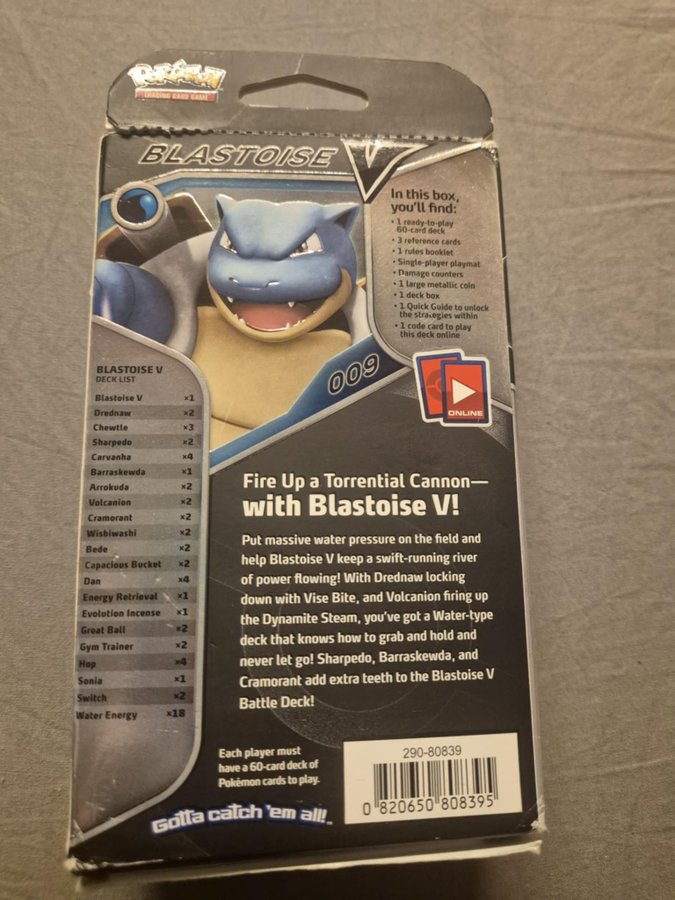 Pokémon
TRADING CARD GAME
BLASTOISE V
In this box,
you'll find:
• 1 ready-to-play
60-card deck
• 3 reference cards
• 1 rules booklet
• Single-player playmat
• Damage counters
• 1 large metallic coin
• 1 deck box
• 1 Quick Guide to unlock
the strategies within
• 1 code card to play
this deck online
009
ONLINE
BLASTOISE V
DECK LIST
Blastoise V ×1
Drednaw ×2
Chewtle ×3
Sharpedo ×2
Carvanha ×4
Barraskewda ×1
Arrokuda ×2
Volcanion ×2
Cramorant ×2
Wishiwashi ×2
Bede ×2
Capacious Bucket ×2
Dan ×4
Energy Retrieval ×1
Evolution Incense ×1
Great Ball ×2
Gym Trainer ×2
Hop ×4
Sonia ×1
Switch ×2
Water Energy ×18
Fire Up a Torrential Cannon—
with Blastoise V!
Put massive water pressure on the field and
help Blastoise V keep a swift-running river
of power flowing! With Drednaw locking
down with Vise Bite, and Volcanion firing up
the Dynamite Steam, you've got a Water-type
deck that knows how to grab and hold and
never let go! Sharpedo, Barraskewda, and
Cramorant add extra teeth to the Blastoise V
Battle Deck!
Each player must
have a 60-card deck of
Pokémon cards to play.
Gotta catch 'em all!™
290-80839
0 820650 808395